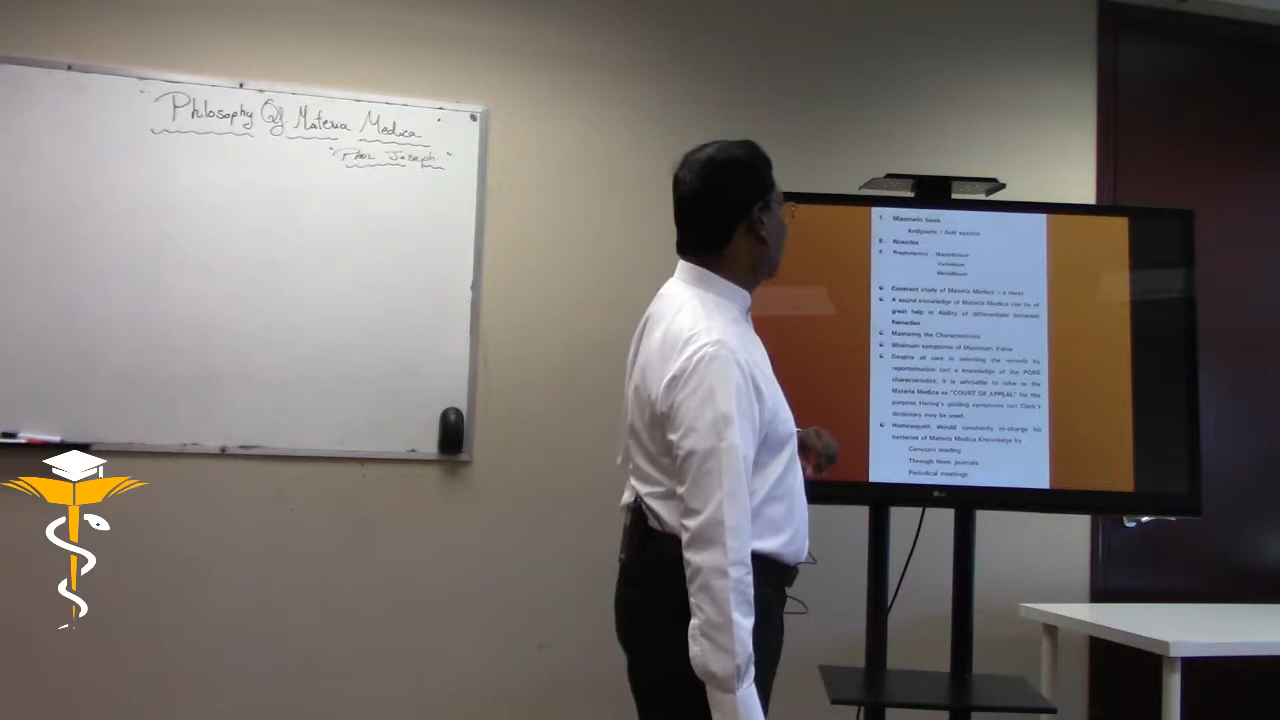 " Phlosophy Of Materia Medica "
" PAUL Joseph "
7. Miasmatic basis
Antipsoric / Anti sycotic
8. Nosodes
9. Prophylactics - Malandrinum
Variolinum
Morbillinum
Constant study of Materia Medica - a must
A sound knowledge of Materia Medica can be of
great help in Ability of differentiate between
Remedies
Mastering the Characteristics
Minimum symptoms of Maximum Value
Despite of care in selecting the remedy by
repertorisation (or) a knowledge of the PQRS
characteristics, it is advisable to refer to the
Materia Medica as "COURT OF APPEAL" for this
purpose Hering's guiding symptoms (or) Clark's
dictionary may be used.
Homoeopath should constantly re-charge his
batteries of Materia Medica Knowledge by
Constant reading
Through Hom. journals
Periodical meetings
LG